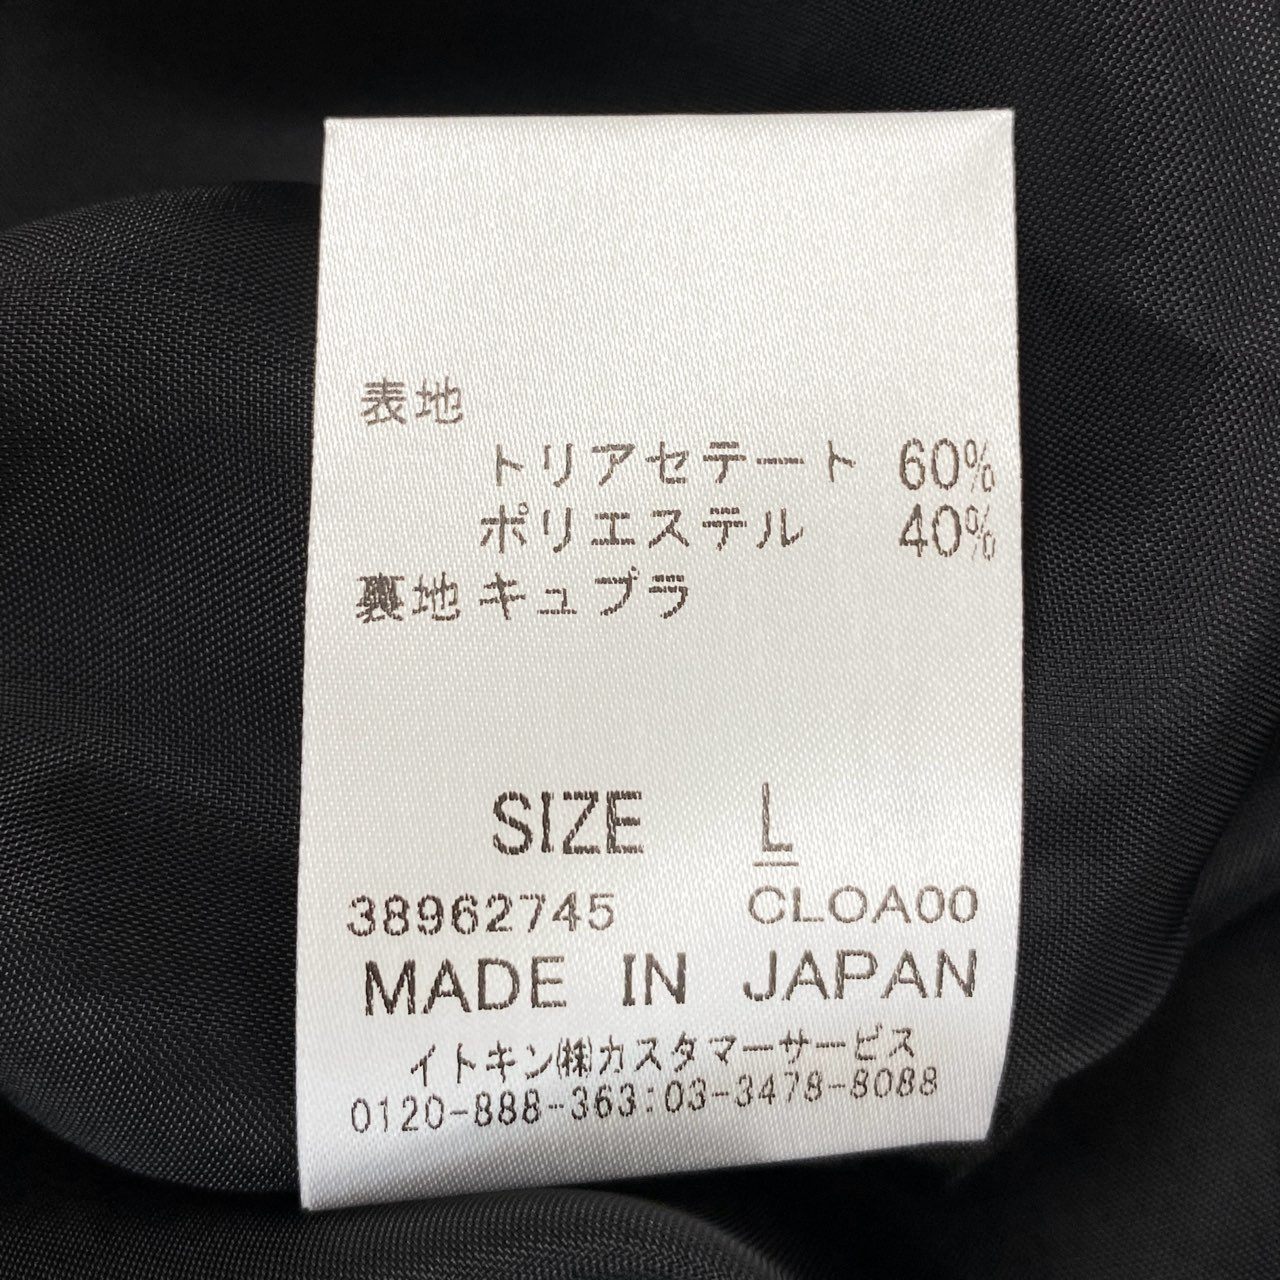 表地
トリアセテート 60%
ポリエステル 40%
裏地 キュプラ
SIZE L
38962745 CLOA00
MADE IN JAPAN
イトキン㈱カスタマーサービス
0120-888-363:03-3478-8088